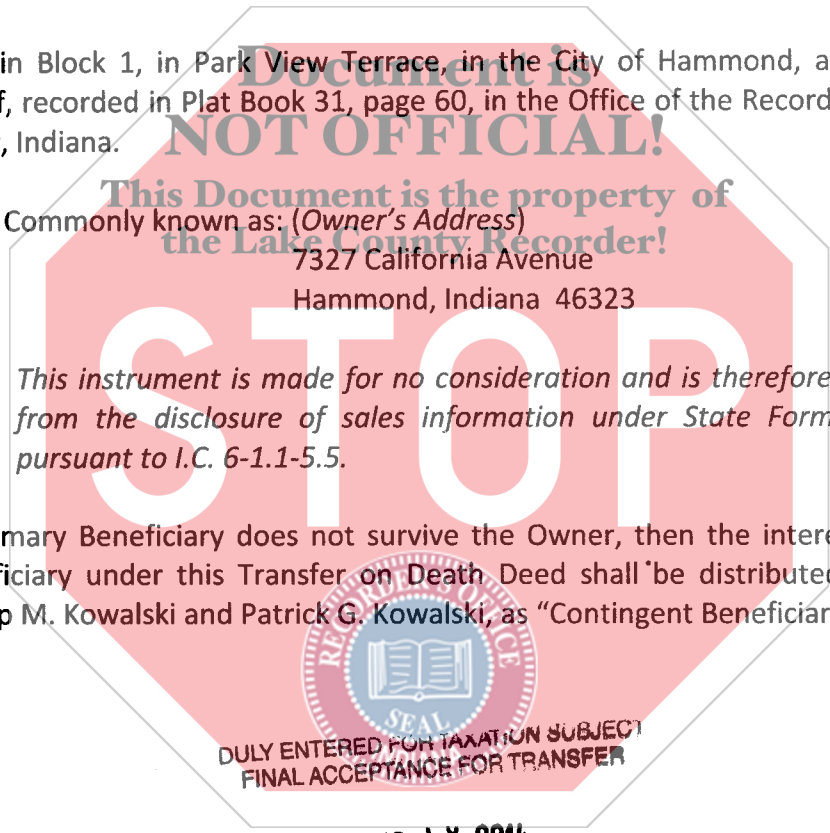 in Block 1, in Park View Terrace, in the City of Hammond, a
f, recorded in Plat Book 31, page 60, in the Office of the Record
, Indiana.
Document is
NOT OFFICIAL!
This Document is the property of
the Lake County Recorder!
Commonly known as: (Owner's Address)
7327 California Avenue
Hammond, Indiana 46323
STOP
This instrument is made for no consideration and is therefore
from the disclosure of sales information under State Form
pursuant to I.C. 6-1.1-5.5.
mary Beneficiary does not survive the Owner, then the intere
ficiary under this Transfer on Death Deed shall be distributed
p M. Kowalski and Patrick G. Kowalski, as “Contingent Beneficiar
RECORDER'S OFFICE
SEAL
INDIANA
DULY ENTERED FOR TAXATION SUBJECT
FINAL ACCEPTANCE FOR TRANSFER